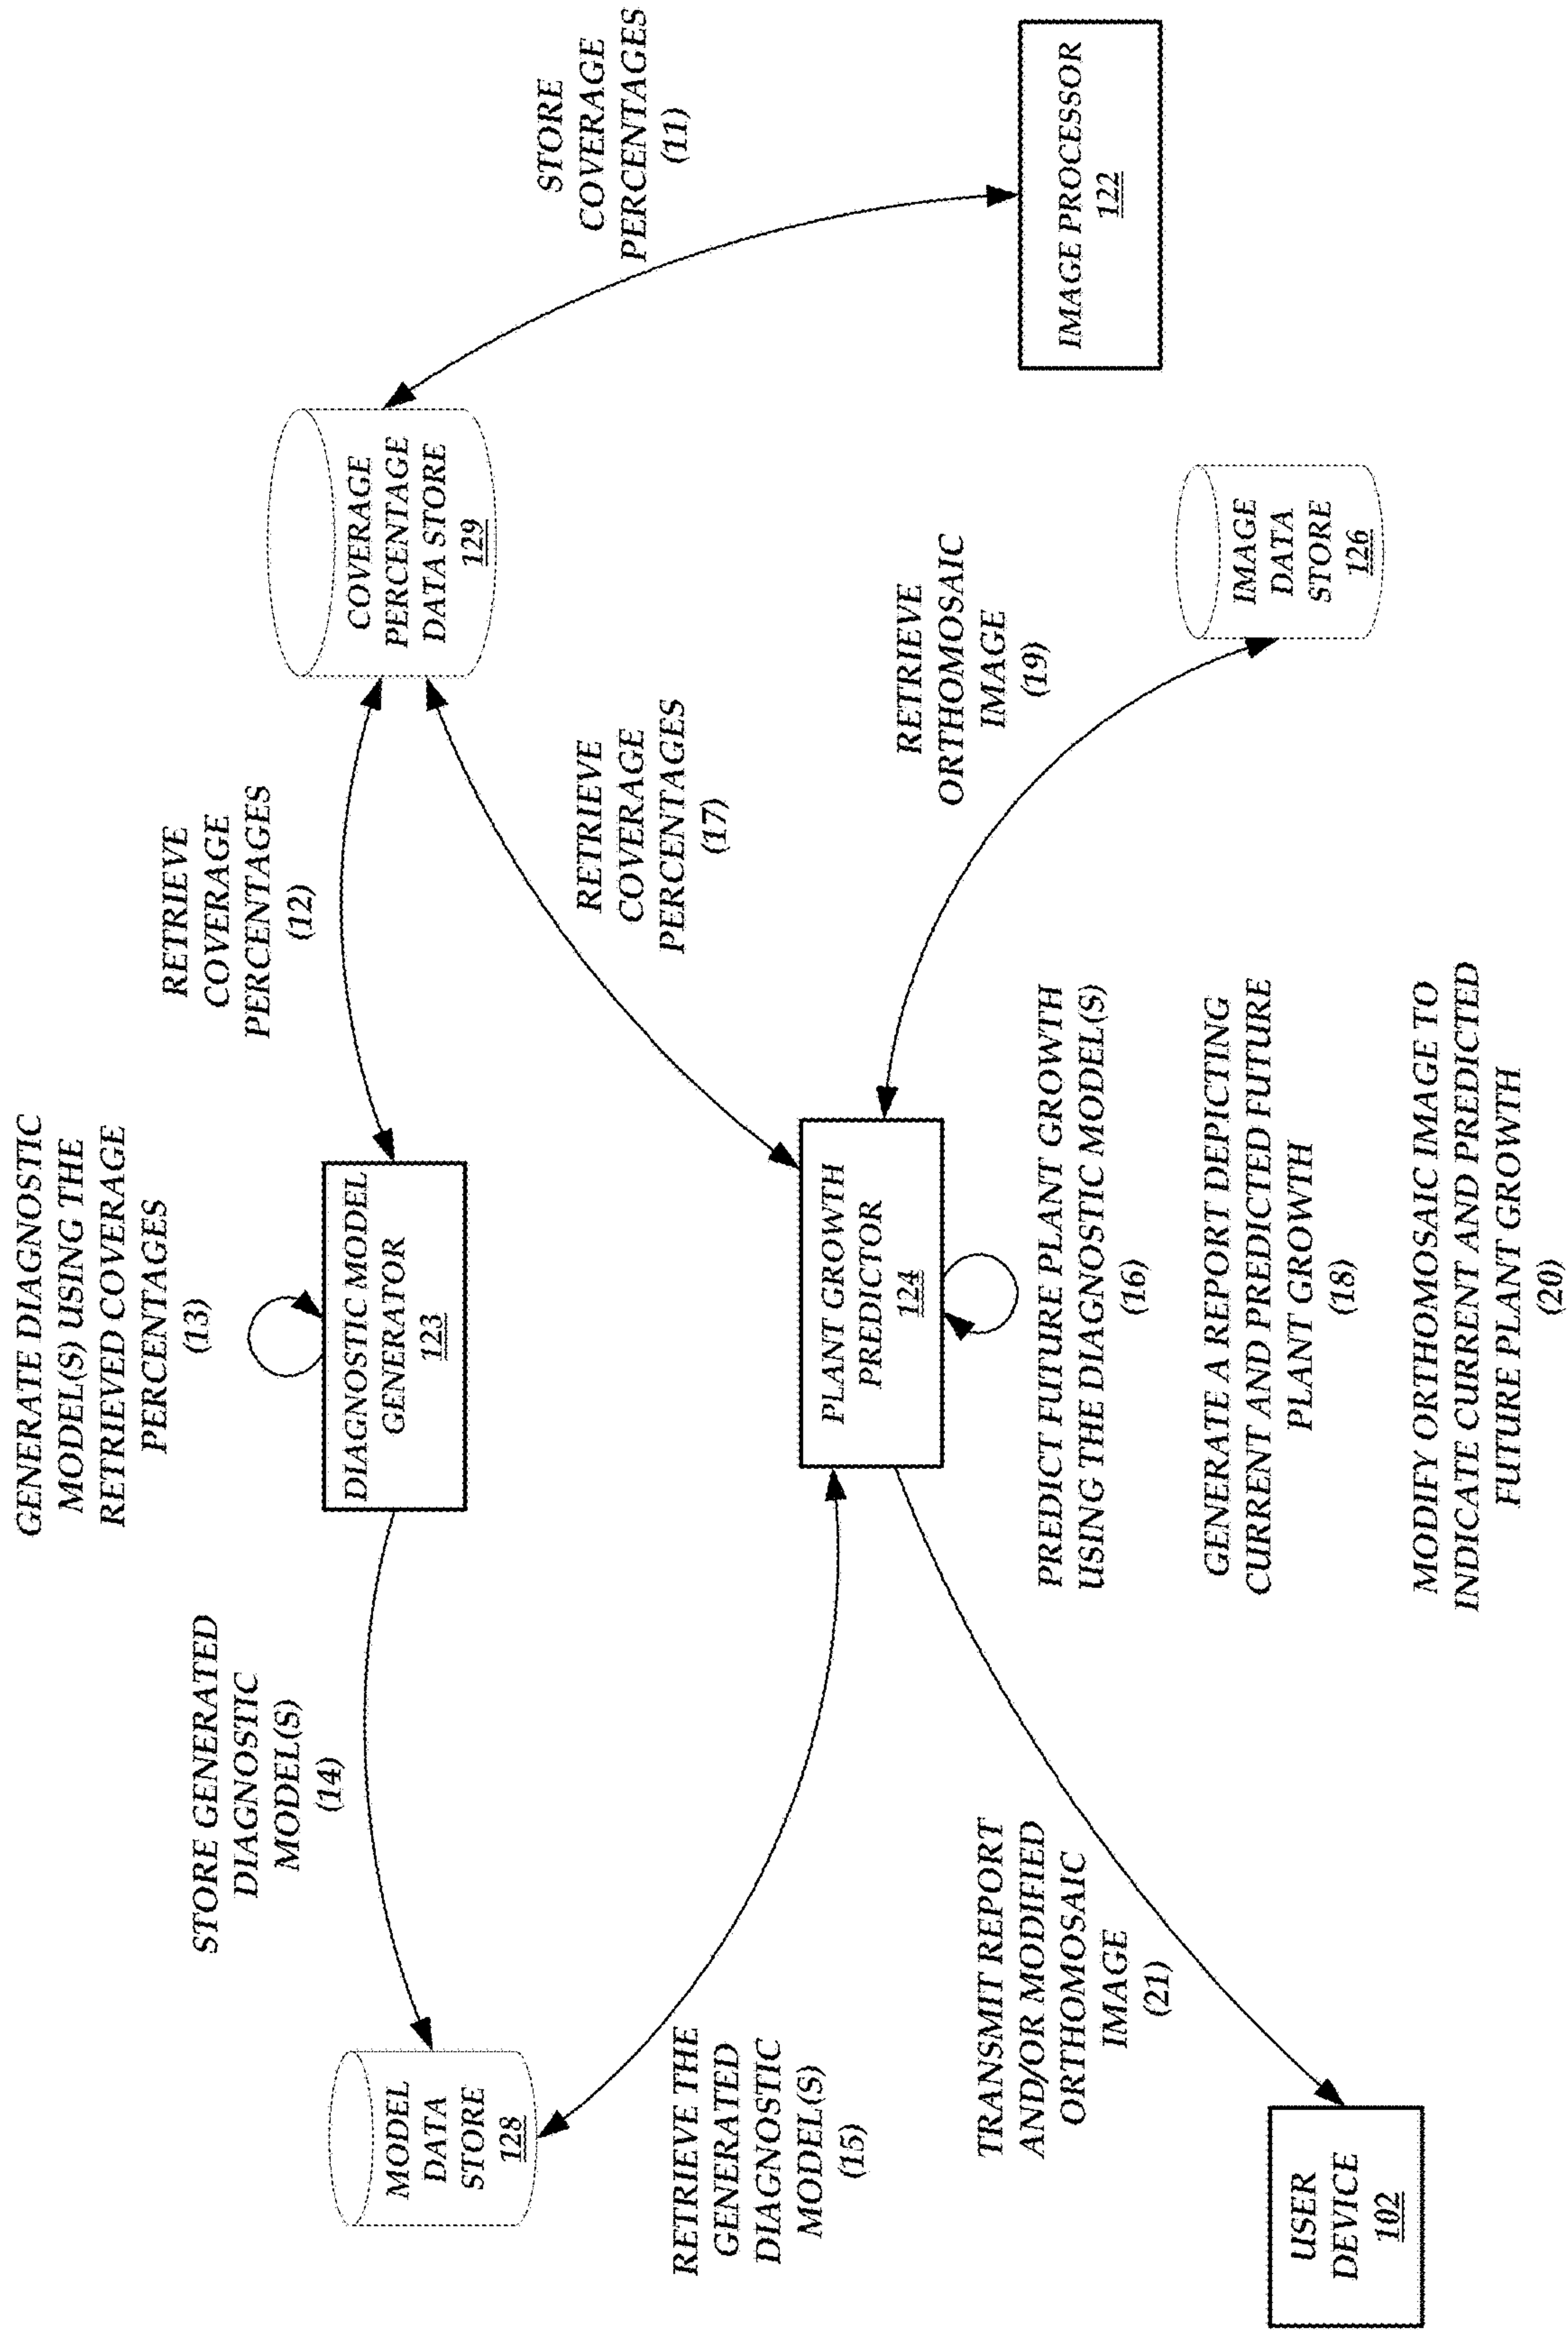 GENERATE DIAGNOSTIC
MODEL(S) USING THE
RETRIEVED COVERAGE
PERCENTAGES
(13)
STORE GENERATED
DIAGNOSTIC
MODEL(S)
(14)
RETRIEVE
COVERAGE
PERCENTAGES
(12)
MODEL
DATA
STORE
128
DIAGNOSTIC MODEL
GENERATOR
123
COVERAGE
PERCENTAGE
DATA STORE
129
STORE
COVERAGE
PERCENTAGES
(11)
RETRIEVE THE
GENERATED
DIAGNOSTIC
MODEL(S)
(15)
RETRIEVE
COVERAGE
PERCENTAGES
(17)
PLANT GROWTH
PREDICTOR
124
RETRIEVE
ORTHOMOSAIC
IMAGE
(19)
IMAGE PROCESSOR
122
TRANSMIT REPORT
AND/OR MODIFIED
ORTHOMOSAIC
IMAGE
(21)
PREDICT FUTURE PLANT GROWTH
USING THE DIAGNOSTIC MODEL(S)
(16)
GENERATE A REPORT DEPICTING
CURRENT AND PREDICTED FUTURE
PLANT GROWTH
(18)
MODIFY ORTHOMOSAIC IMAGE TO
INDICATE CURRENT AND PREDICTED
FUTURE PLANT GROWTH
(20)
IMAGE
DATA
STORE
126
USER
DEVICE
102